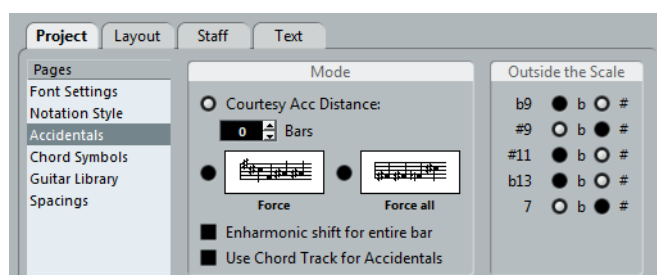 Project Layout Staff Text
Pages
Font Settings
Notation Style
Accidentals
Chord Symbols
Guitar Library
Spacings
Mode
Courtesy Acc Distance:
0 Bars
Force Force all
Enharmonic shift for entire bar
Use Chord Track for Accidentals
Outside the Scale
b9 b #
#9 b #
#11 b #
b13 b #
7 b #